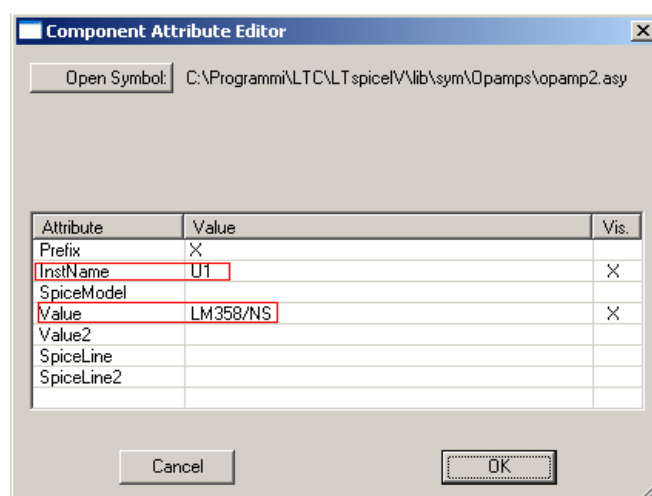 Component Attribute Editor
Open Symbol: C:\Programmi\LTC\LTspiceIV\lib\sym\Opamps\opamp2.asy
Attribute Value Vis.
Prefix X
InstName U1 X
SpiceModel
Value LM358/NS X
Value2
SpiceLine
SpiceLine2
Cancel OK